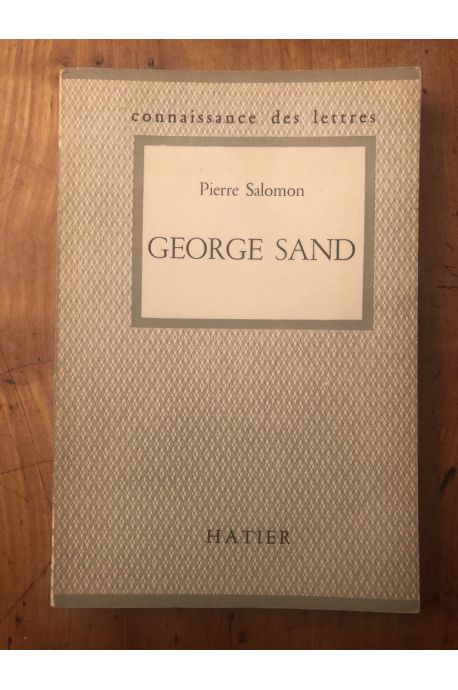 connaissance des lettres
Pierre Salomon
GEORGE SAND
HATIER